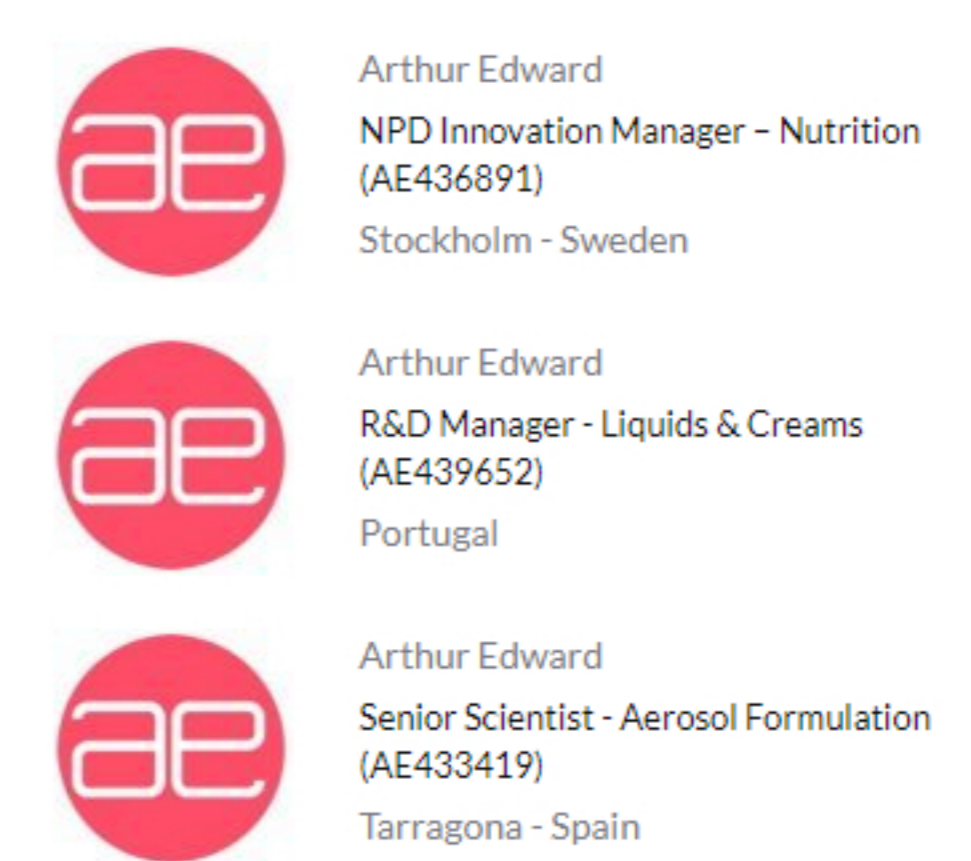 ae
Arthur Edward
NPD Innovation Manager – Nutrition
(AE436891)
Stockholm - Sweden
ae
Arthur Edward
R&D Manager - Liquids & Creams
(AE439652)
Portugal
ae
Arthur Edward
Senior Scientist - Aerosol Formulation
(AE433419)
Tarragona - Spain